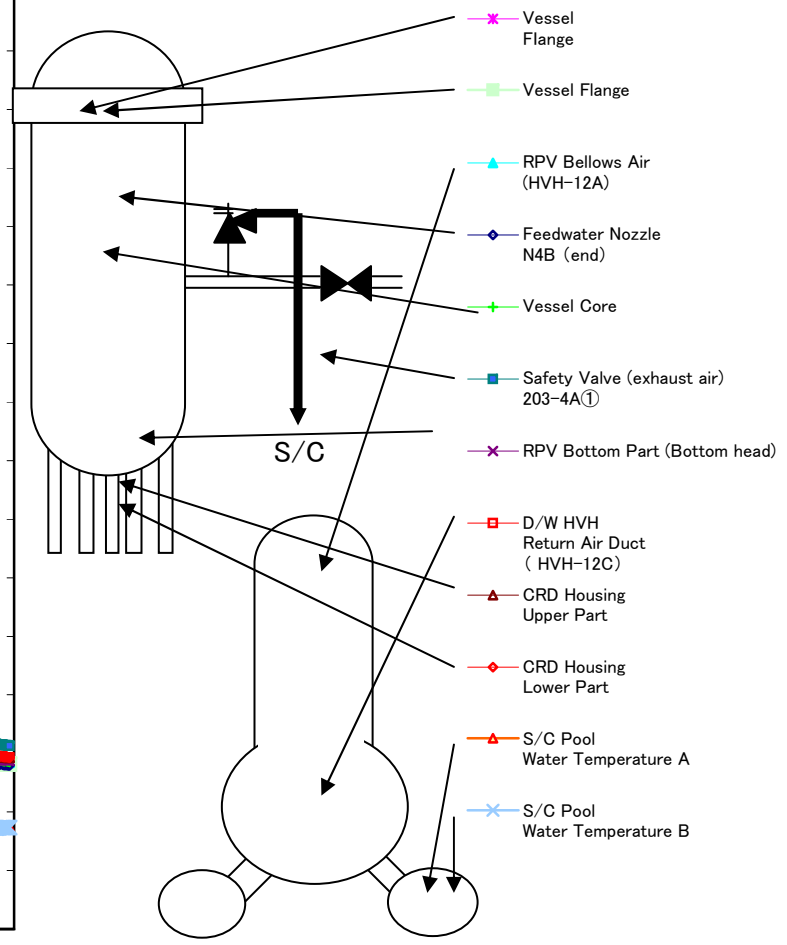 Vessel
Flange
Vessel Flange
RPV Bellows Air
(HVH-12A)
Feedwater Nozzle
N4B (end)
Vessel Core
Safety Valve (exhaust air)
203-4A①
S/C
RPV Bottom Part (Bottom head)
D/W HVH
Return Air Duct
( HVH-12C)
CRD Housing
Upper Part
CRD Housing
Lower Part
S/C Pool
Water Temperature A
S/C Pool
Water Temperature B